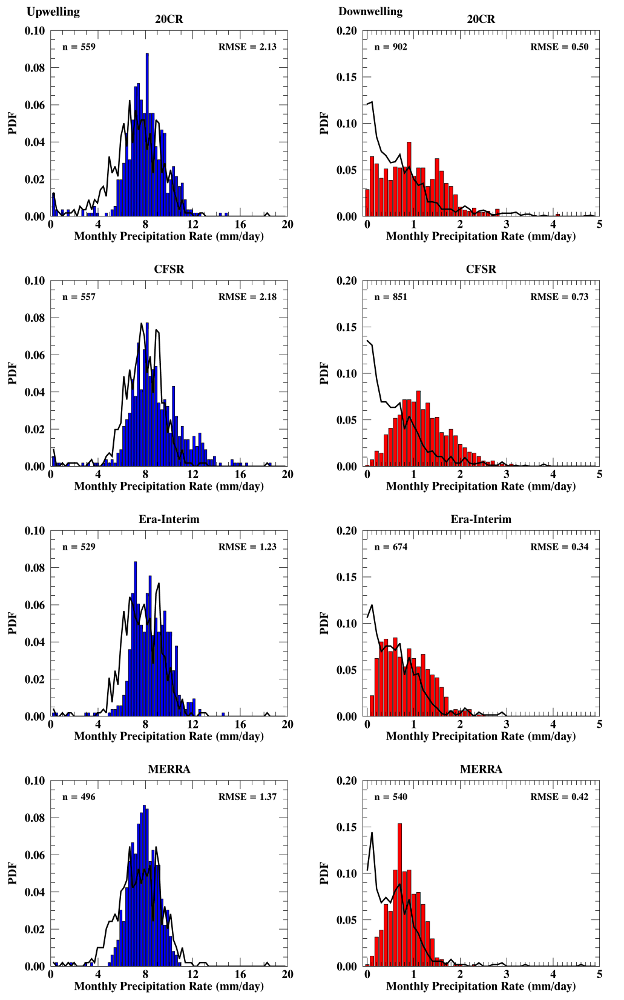 Upwelling
20CR
n = 559 RMSE = 2.13
0.10
0.08
0.06
0.04
0.02
0.00
PDF
0 4 8 12 16 20
Monthly Precipitation Rate (mm/day)
Downwelling
20CR
n = 902 RMSE = 0.50
0.20
0.15
0.10
0.05
0.00
PDF
0 1 2 3 4 5
Monthly Precipitation Rate (mm/day)
CFSR
n = 557 RMSE = 2.18
0.10
0.08
0.06
0.04
0.02
0.00
PDF
0 4 8 12 16 20
Monthly Precipitation Rate (mm/day)
CFSR
n = 851 RMSE = 0.73
0.20
0.15
0.10
0.05
0.00
PDF
0 1 2 3 4 5
Monthly Precipitation Rate (mm/day)
Era-Interim
n = 529 RMSE = 1.23
0.10
0.08
0.06
0.04
0.02
0.00
PDF
0 4 8 12 16 20
Monthly Precipitation Rate (mm/day)
Era-Interim
n = 674 RMSE = 0.34
0.20
0.15
0.10
0.05
0.00
PDF
0 1 2 3 4 5
Monthly Precipitation Rate (mm/day)
MERRA
n = 496 RMSE = 1.37
0.10
0.08
0.06
0.04
0.02
0.00
PDF
0 4 8 12 16 20
Monthly Precipitation Rate (mm/day)
MERRA
n = 540 RMSE = 0.42
0.20
0.15
0.10
0.05
0.00
PDF
0 1 2 3 4 5
Monthly Precipitation Rate (mm/day)